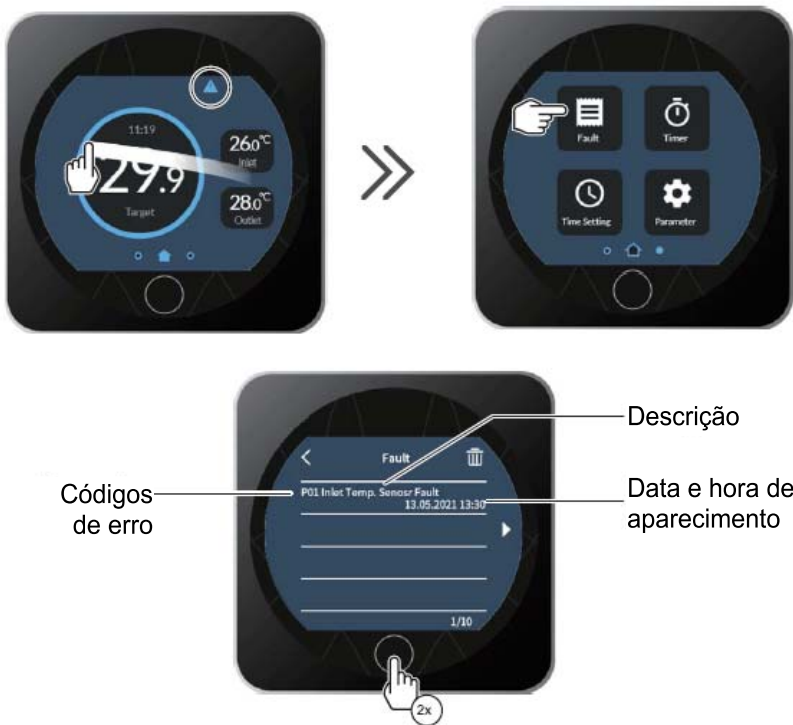 11:19
29.9
Target
26.0°C
Inlet
28.0°C
Outlet
Fault
Timer
Time Setting
Parameter
Fault
P01 Inlet Temp. Senosr Fault
13.05.2021 13:30
1/10
Códigos
de erro
Descrição
Data e hora de
aparecimento
2x